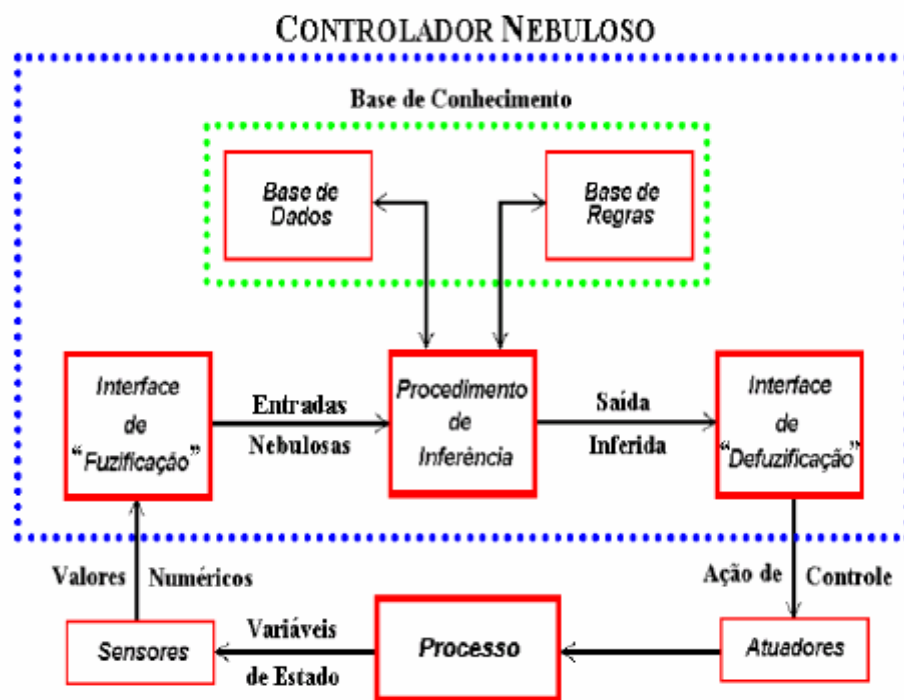 CONTROLADOR NEBULOSO
Base de Conhecimento
Base de
Dados
Base de
Regras
Interface
de
“Fuzificação”
Entradas
Nebulosas
Procedimento
de
Inferência
Saída
Inferida
Interface
de
“Defuzificação”
Valores Numéricos
Ação de Controle
Sensores
Variáveis
de Estado
Processo
Atuadores